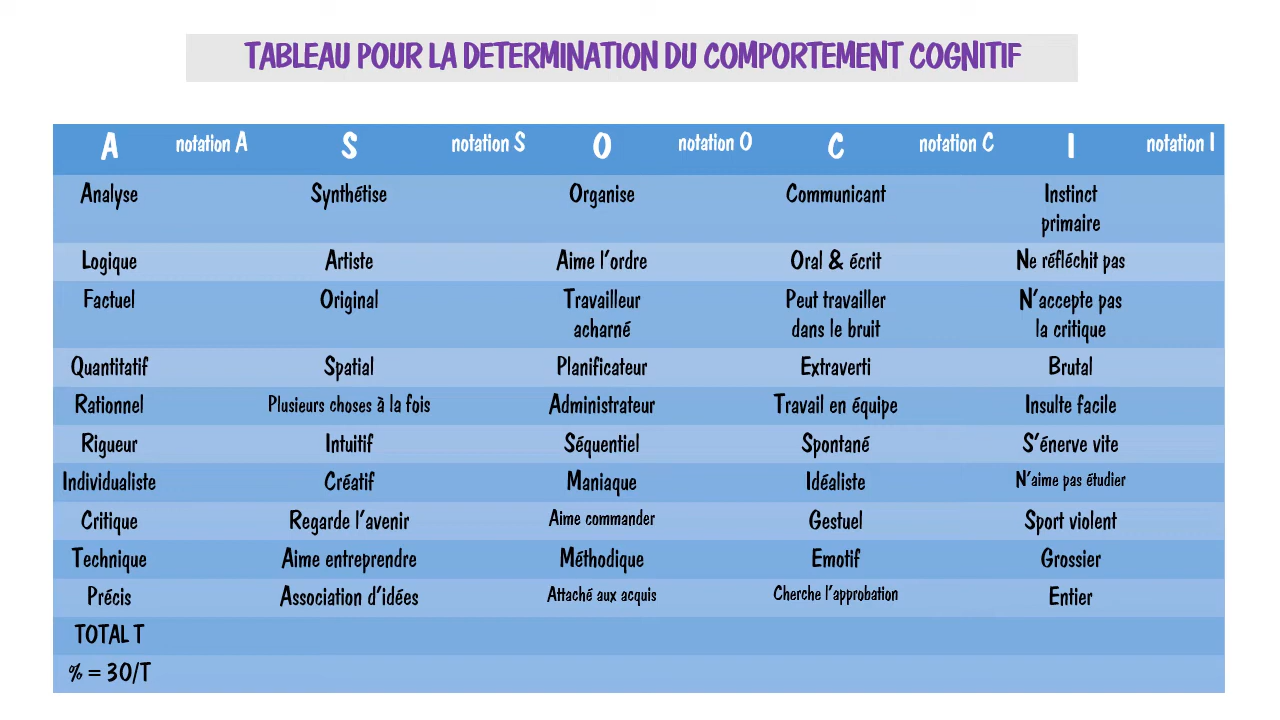 TABLEAU POUR LA DETERMINATION DU COMPORTEMENT COGNITIF
A notation A S notation S O notation O C notation C I notation I
Analyse Synthétise Organise Communicant Instinct
primaire
Logique Artiste Aime l'ordre Oral & écrit Ne réfléchit pas
Factuel Original Travailleur Peut travailler N'accepte pas
acharné dans le bruit la critique
Quantitatif Spatial Planificateur Extraverti Brutal
Rationnel Plusieurs choses à la fois Administrateur Travail en équipe Insulte facile
Rigueur Intuitif Séquentiel Spontané S'énerve vite
Individualiste Créatif Maniaque Idéaliste N'aime pas étudier
Critique Regarde l'avenir Aime commander Gestuel Sport violent
Technique Aime entreprendre Méthodique Emotif Grossier
Précis Association d'idées Attaché aux acquis Cherche l'approbation Entier
TOTAL T
% = 30/T